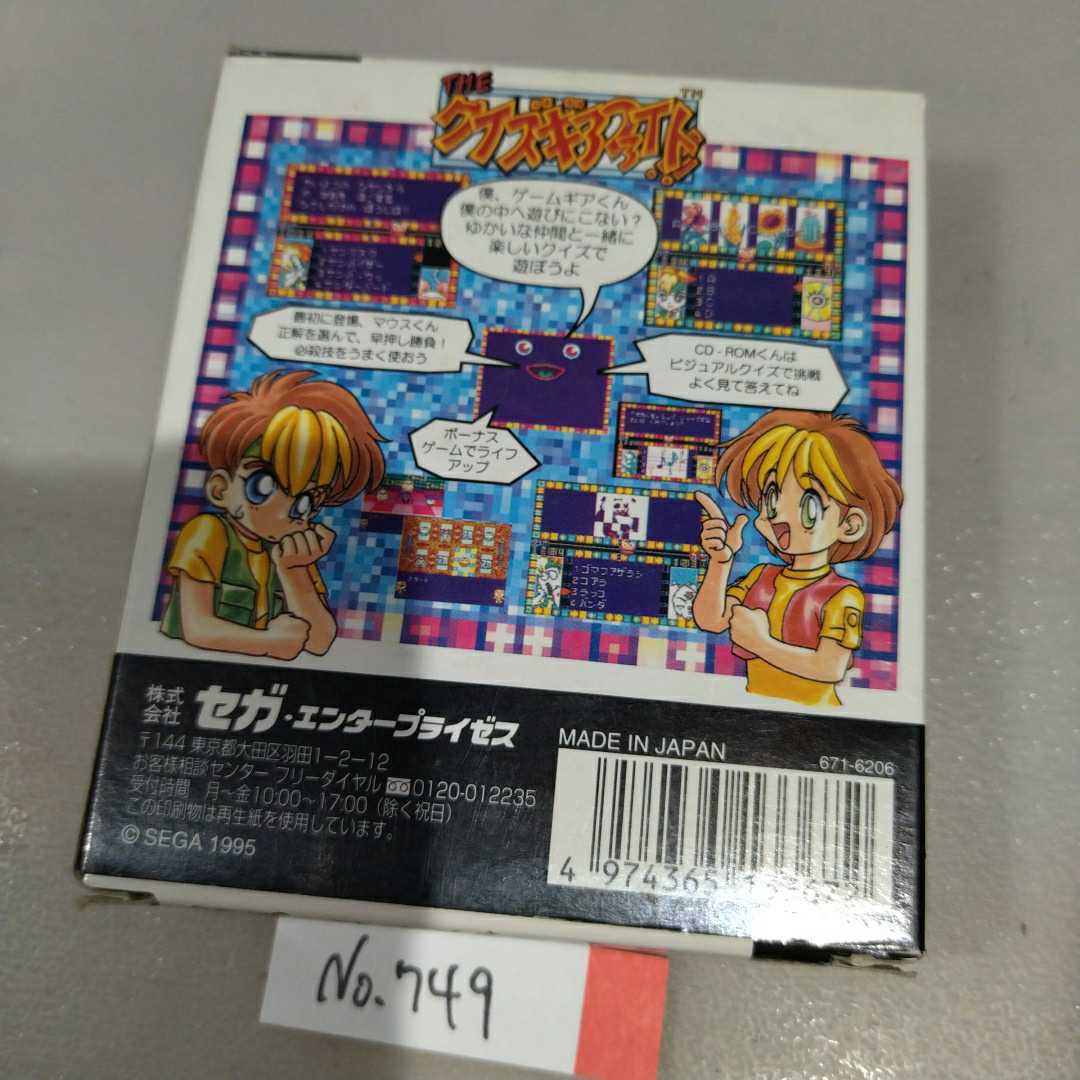 THE
クイズギアファイト!!
TM
僕、ゲームギアくん
僕の中へ遊びにこない?
ゆかいな仲間と一緒に
楽しいクイズで
遊ぼうよ
最初に登場、マウスくん
正解を選んで、早押し勝負!
㊙殺技をうまく使おう
CD-ROMくんは
ビジュアルクイズで挑戦
よく見て答えてね
ボーナス
ゲームでライフ
アップ
1 ゴマフアザラシ
2 コアラ
3 ラッコ
4 パンダ
株式会社 セガ・エンタープライゼス
〒144 東京都大田区羽田1-2-12
お客様相談センター フリーダイヤル 0120-012235
受付時間 月~金10:00~17:00(除く祝日)
この印刷物は再生紙を使用しています。
© SEGA 1995
MADE IN JAPAN
671-6206
4 974365
No.749